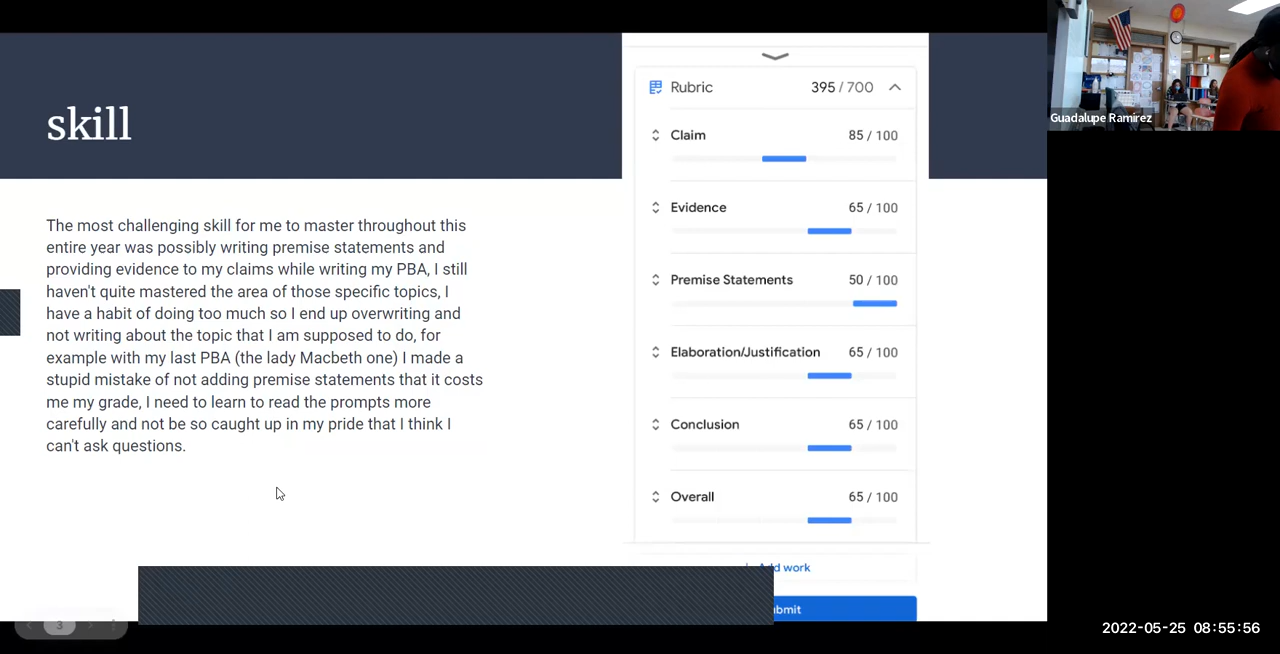 skill
The most challenging skill for me to master throughout this
entire year was possibly writing premise statements and
providing evidence to my claims while writing my PBA, I still
haven't quite mastered the area of those specific topics, I
have a habit of doing too much so I end up overwriting and
not writing about the topic that I am supposed to do, for
example with my last PBA (the lady Macbeth one) I made a
stupid mistake of not adding premise statements that it costs
me my grade, I need to learn to read the prompts more
carefully and not be so caught up in my pride that I think I
can't ask questions.
Rubric 395 / 700
Claim 85 / 100
Evidence 65 / 100
Premise Statements 50 / 100
Elaboration/Justification 65 / 100
Conclusion 65 / 100
Overall 65 / 100
work
3
Guadalupe Ramirez
2022-05-25 08:55:56